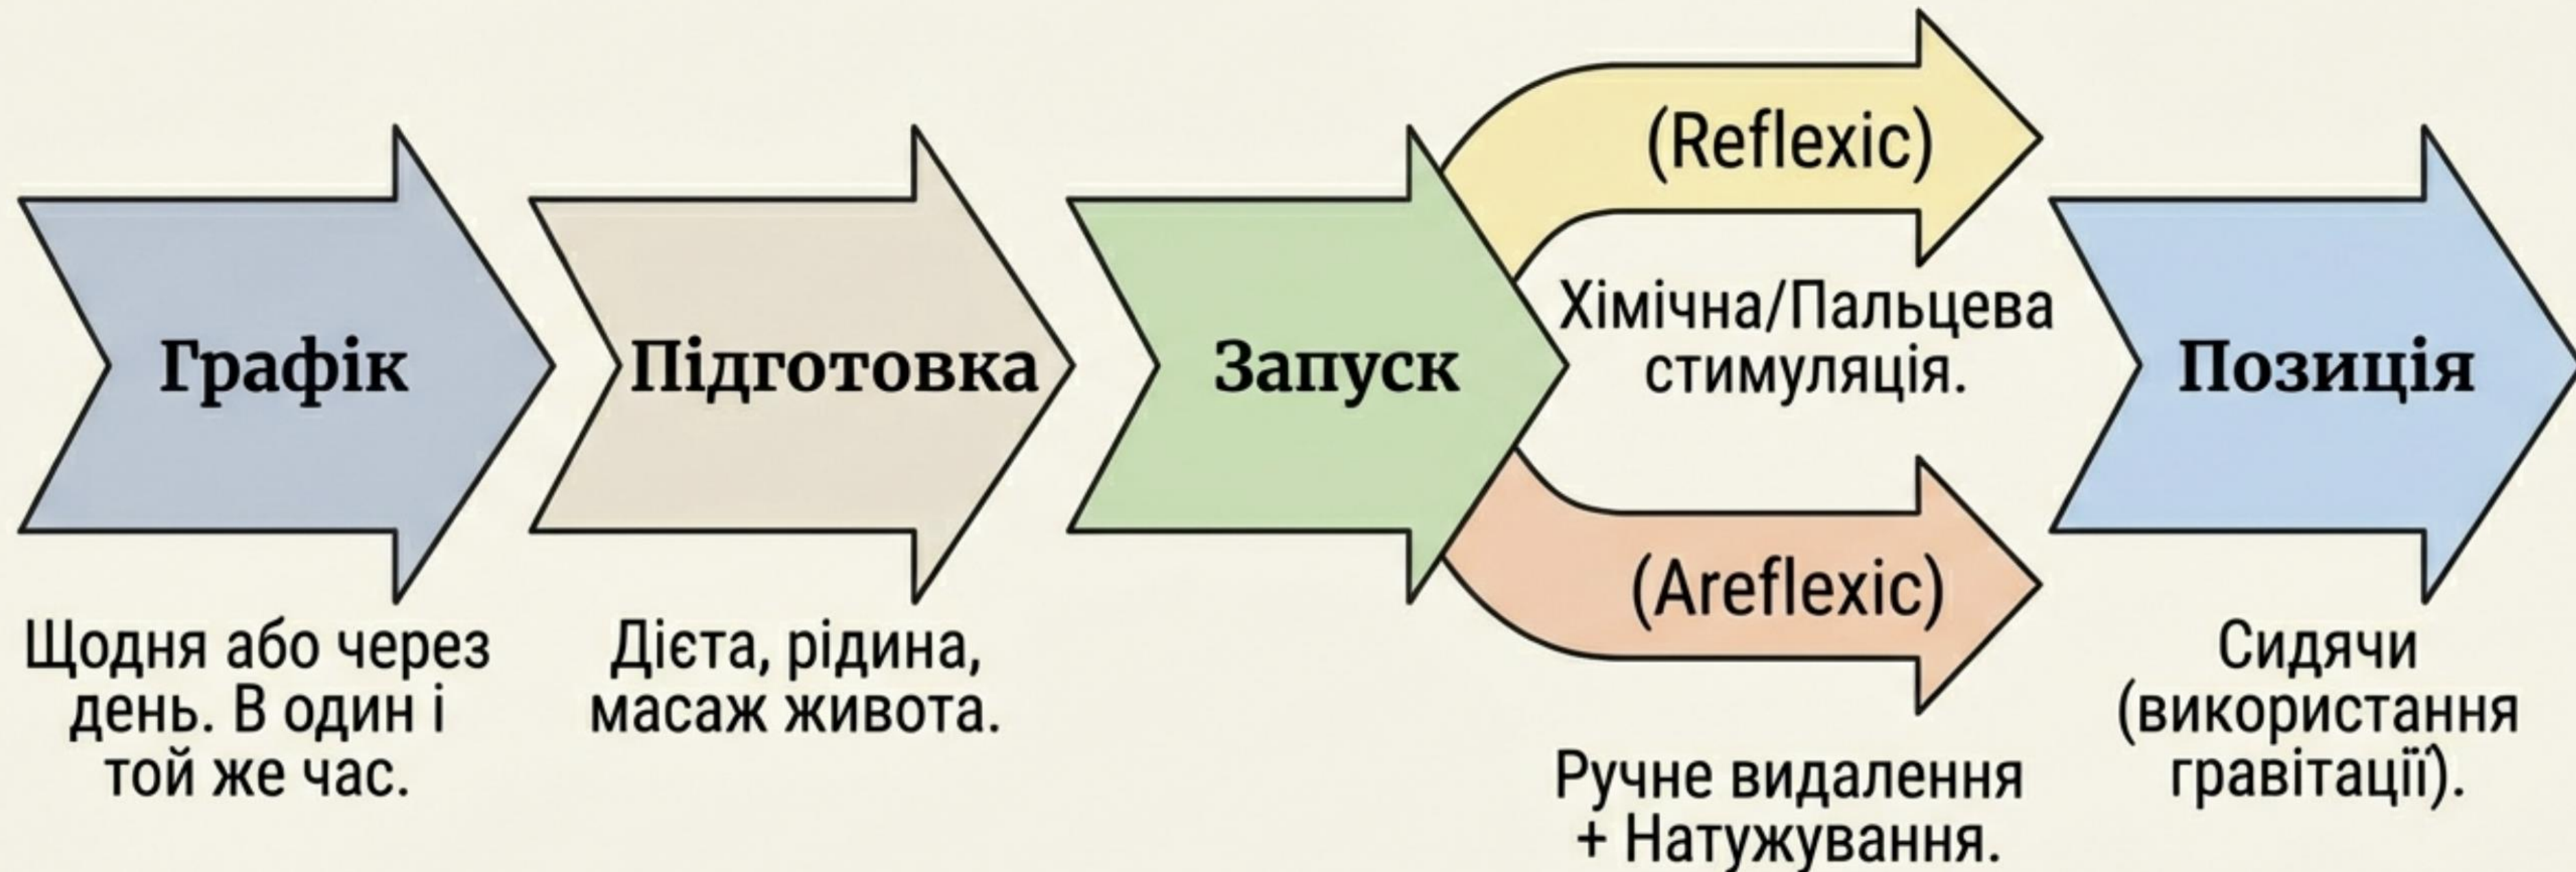 Графік
Щодня або через
день. В один і
той же час.
Підготовка
Дієта, рідина,
масаж живота.
Запуск
(Reflexic)
Хімічна/Пальцева
стимуляція.
(Areflexic)
Ручне видалення
+ Натужування.
Позиція
Сидячи
(використання
гравітації).